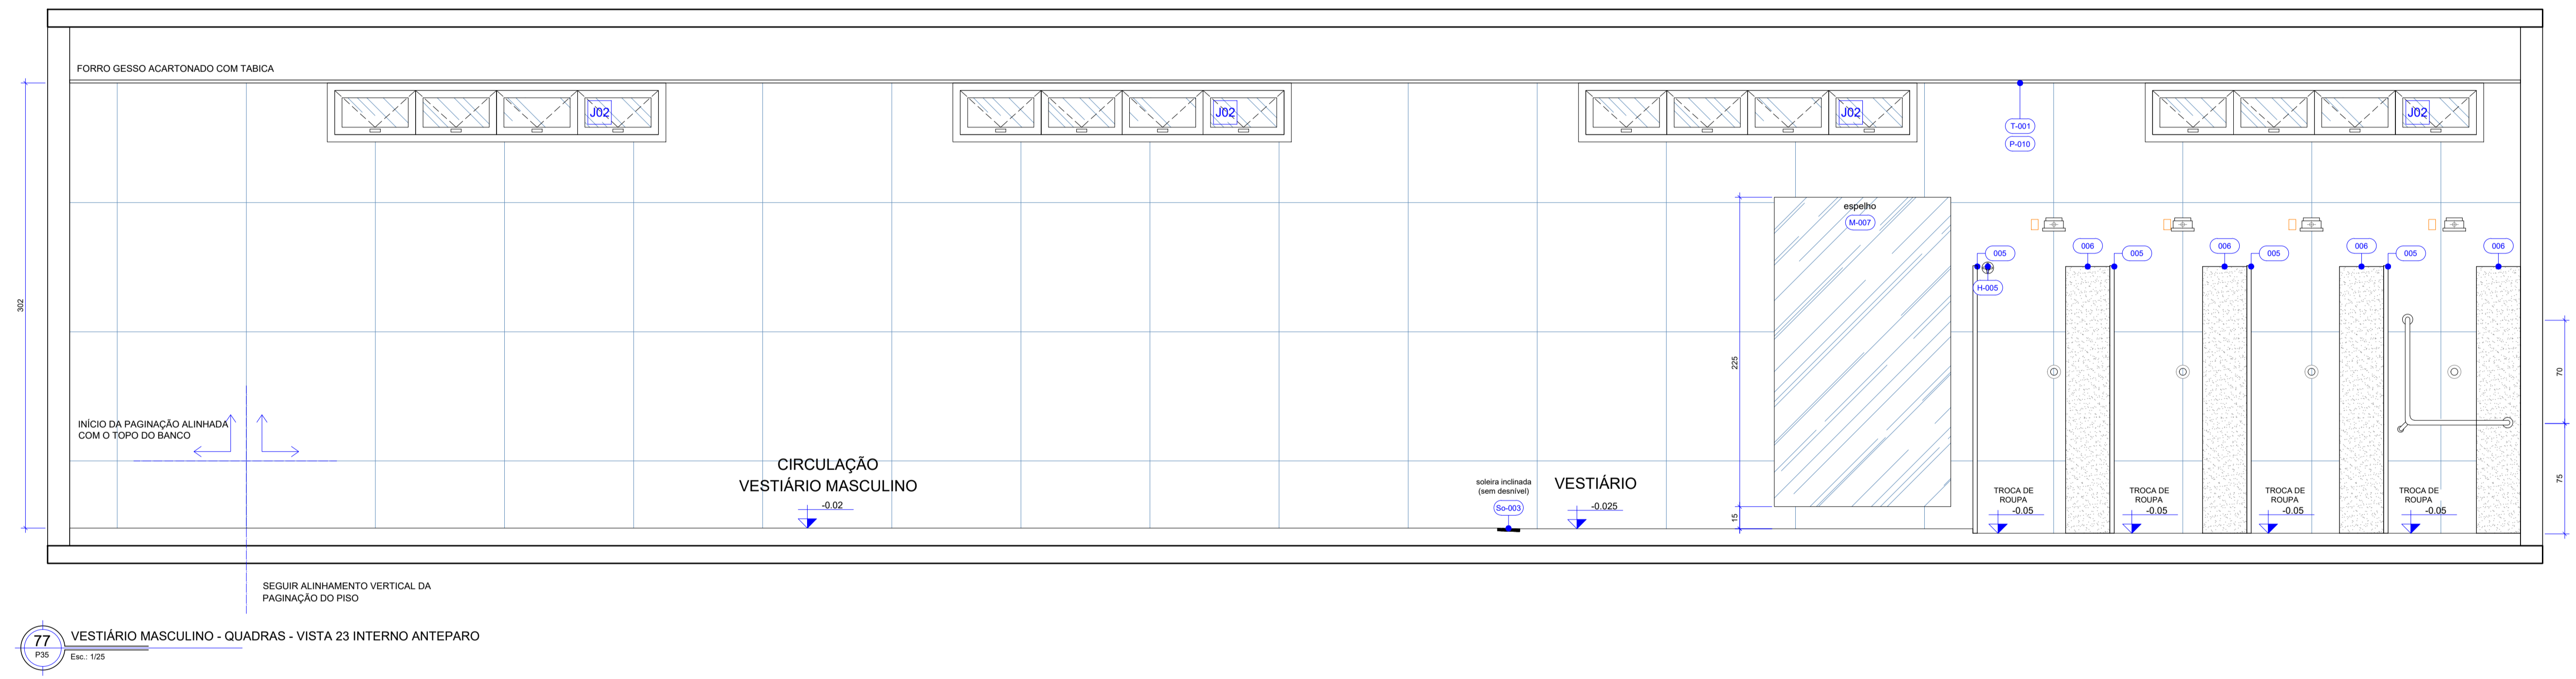 FORRO GESSO ACARTONADO COM TABICA
J02
J02
J02
J02
T-001
P-010
espelho
M-007
005
006
005
006
005
006
005
006
H-005
302
225
15
70
75
INÍCIO DA PAGINAÇÃO ALINHADA
COM O TOPO DO BANCO
CIRCULAÇÃO
VESTIÁRIO MASCULINO
-0.02
soleira inclinada
(sem desnível)
So-003
VESTIÁRIO
-0.025
TROCA DE
ROUPA
-0.05
TROCA DE
ROUPA
-0.05
TROCA DE
ROUPA
-0.05
TROCA DE
ROUPA
-0.05
SEGUIR ALINHAMENTO VERTICAL DA
PAGINAÇÃO DO PISO
77
P35
VESTIÁRIO MASCULINO - QUADRAS - VISTA 23 INTERNO ANTEPARO
Esc.: 1/25